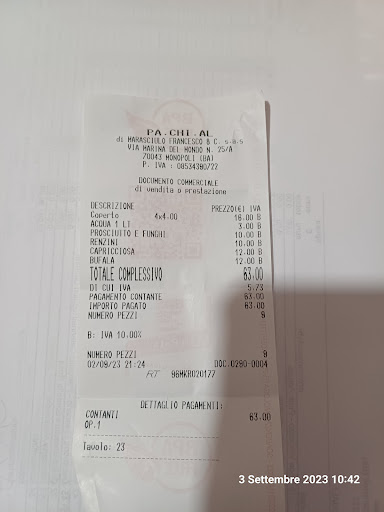 PA.CHI.AL
di MARASCIULO FRANCESCO & C. s.a.s
VIA MARINA DEL MONDO N. 25/A
70043 MONOPOLI (BA)
P. IVA : 08534390722
DOCUMENTO COMMERCIALE
di vendita o prestazione
DESCRIZIONE PREZZO(€) IVA
Coperto 4x4.00 16.00 B
ACQUA 1 LT 3.00 B
PROSCIUTTO E FUNGHI 10.00 B
RENZINI 10.00 B
CAPRICCIOSA 12.00 B
BUFALA 12.00 B
TOTALE COMPLESSIVO 63.00
DI CUI IVA 5.73
PAGAMENTO CONTANTE 63.00
IMPORTO PAGATO 63.00
NUMERO PEZZI 9
B: IVA 10.00%
NUMERO PEZZI 9
02/09/23 21:24 DOC.0280-0004
RT 96MKR020177
DETTAGLIO PAGAMENTI:
CONTANTI 63.00
OP.1
Tavolo: 23
3 Settembre 2023 10:42